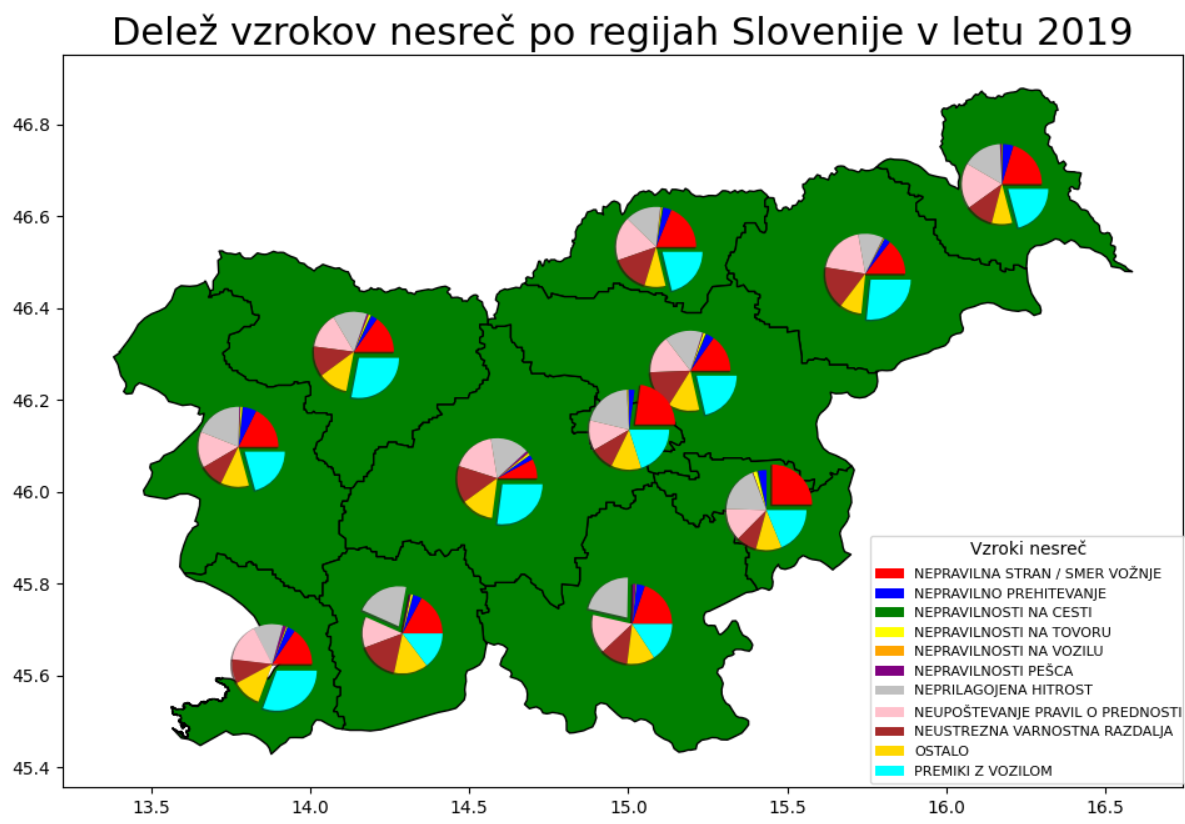 Delež vzrokov nesreč po regijah Slovenije v letu 2019
46.8
46.6
46.4
46.2
46.0
45.8
45.6
45.4
13.5
14.0
14.5
15.0
15.5
16.0
16.5
Vzroki nesreč
NEPRAVILNA STRAN / SMER VOŽNJE
NEPRAVILNO PREHITEVANJE
NEPRAVILNOSTI NA CESTI
NEPRAVILNOSTI NA TOVORU
NEPRAVILNOSTI NA VOZILU
NEPRAVILNOSTI PEŠCA
NEPRILAGOJENA HITROST
NEUPOŠTEVANJE PRAVIL O PREDNOSTI
NEUSTREZNA VARNOSTNA RAZDALJA
OSTALO
PREMIKI Z VOZILOM